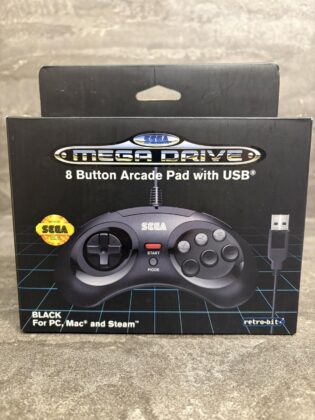 SEGA
MEGA DRIVE
8 Button Arcade Pad with USB®
SEGA
SEGA
START
MODE
BLACK
For PC, Mac® and Steam™
retro-bit